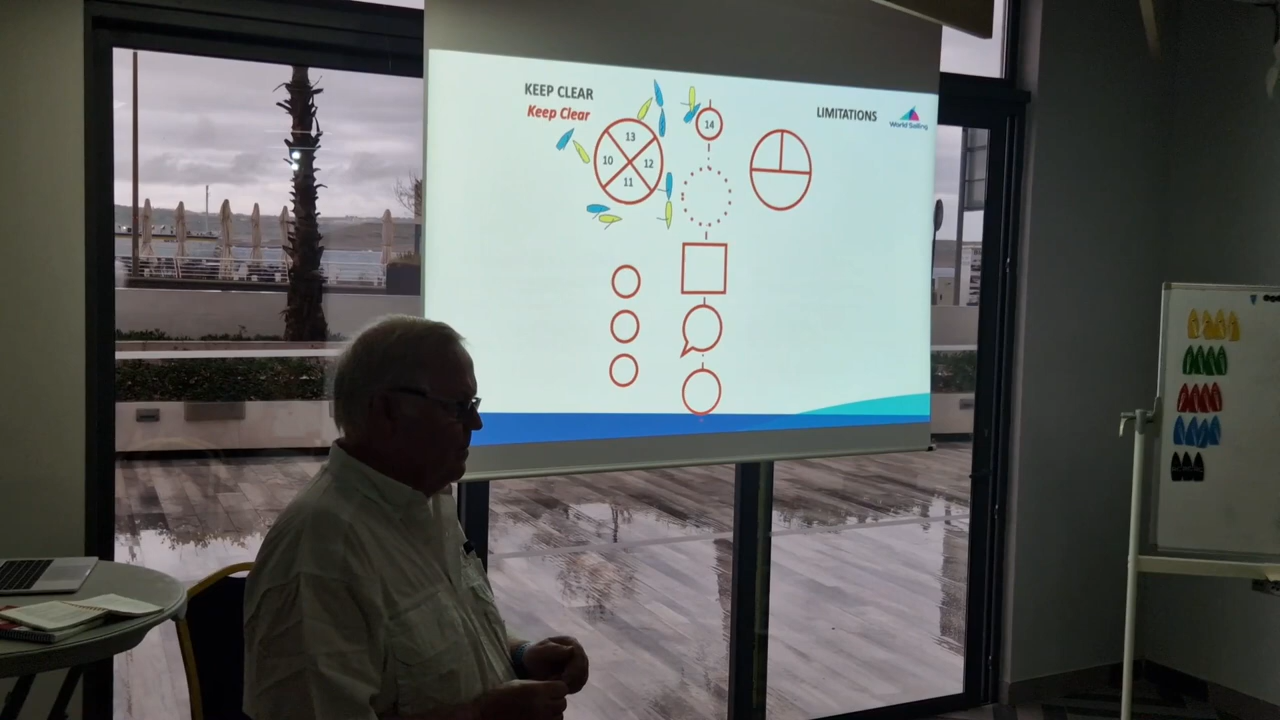 KEEP CLEAR
Keep Clear
LIMITATIONS
World Sailing
13
14
10
12
11